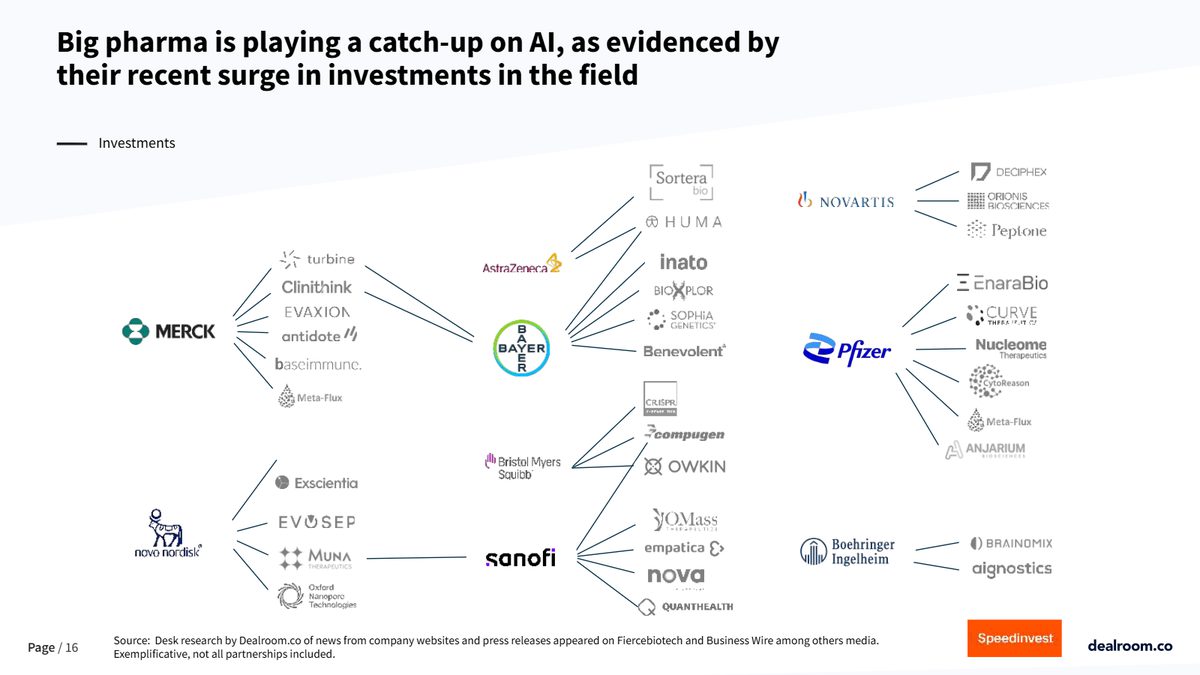 Big pharma is playing a catch-up on AI, as evidenced by
their recent surge in investments in the field
Investments
MERCK
turbine
Clinithink
EVAXION
antidote
baseimmune.
Meta-Flux
AstraZeneca
BAYER
BAYER
Sortera
bio
HUMA
inato
BIOXPLOR
SOPHIA
GENETICS
Benevolent
NOVARTIS
DECIPHEX
ORIONIS
BIOSCIENCES
Peptone
Pfizer
EnaraBio
CURVE
Nucleome
Therapeutics
CytoReason
Meta-Flux
ANJARIUM
BIOSCIENCES
novo nordisk
Exscientia
EVOSEP
MUNA
THERAPEUTICS
Oxford
Nanopore
Technologies
Bristol Myers
Squibb
CRISPR
compugen
OWKIN
sanofi
OMass
THERAPEUTICS
empatica
nova
QUANTHEALTH
Boehringer
Ingelheim
BRAINOMIX
aignostics
Page / 16
Source: Desk research by Dealroom.co of news from company websites and press releases appeared on Fiercebiotech and Business Wire among others media.
Exemplificative, not all partnerships included.
Speedinvest
dealroom.co